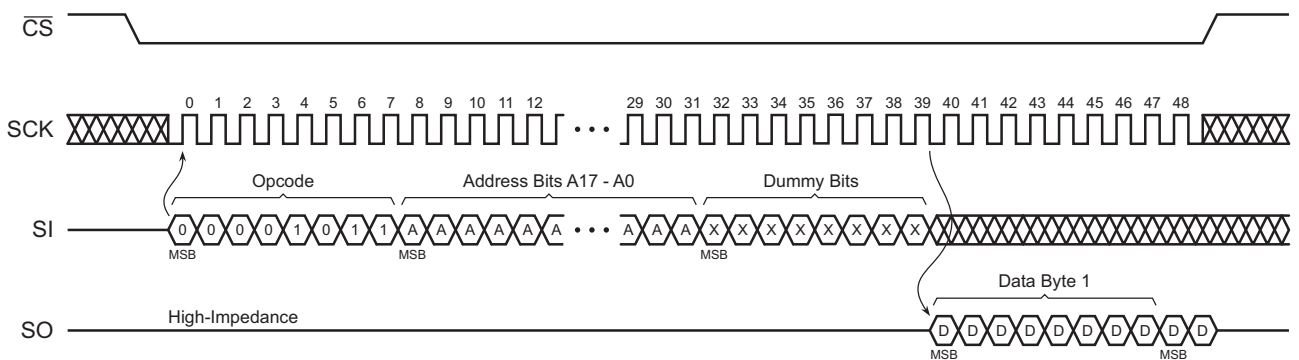 CS
0 1 2 3 4 5 6 7 8 9 10 11 12 29 30 31 32 33 34 35 36 37 38 39 40 41 42 43 44 45 46 47 48
SCK •••
Opcode Address Bits A17 - A0 Dummy Bits
SI 0 0 0 0 1 0 1 1 A A A A A A ••• A A A X X X X X X X X
MSB MSB MSB
Data Byte 1
High-Impedance
SO D D D D D D D D D D
MSB MSB